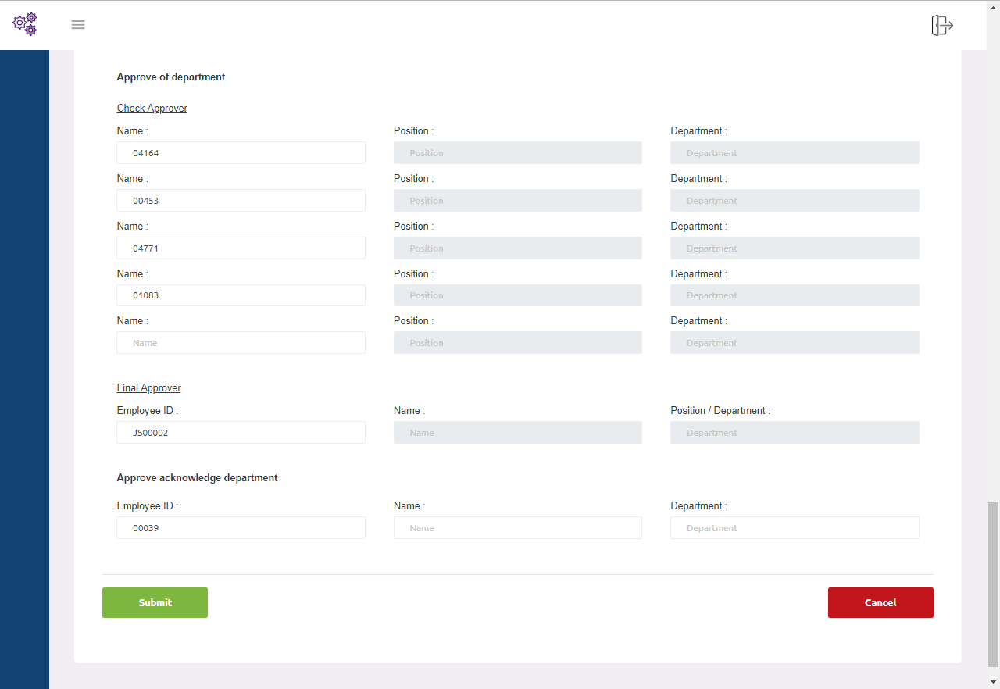 Approve of department
Check Approver
Name : Position : Department :
04164 Position Department
Name : Position : Department :
00453 Position Department
Name : Position : Department :
04771 Position Department
Name : Position : Department :
01083 Position Department
Name : Position : Department :
Name Position Department
Final Approver
Employee ID : Name : Position / Department :
JS00002 Name Department
Approve acknowledge department
Employee ID : Name : Department :
00039 Name Department
Submit Cancel